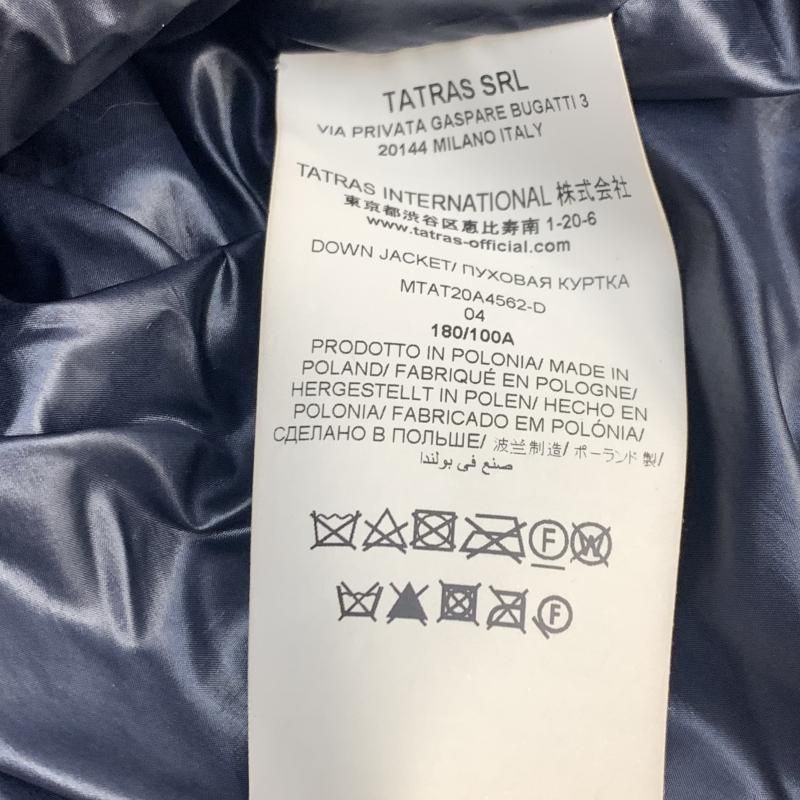 TATRAS SRL
VIA PRIVATA GASPARE BUGATTI 3
20144 MILANO ITALY
TATRAS INTERNATIONAL 株式会社
東京都渋谷区恵比寿南 1-20-6
www.tatras-official.com
DOWN JACKET/ ПУХОВАЯ КУРТКА
MTAT20A4562-D
04
180/100A
PRODOTTO IN POLONIA/ MADE IN
POLAND/ FABRIQUÉ EN POLOGNE/
HERGESTELLT IN POLEN/ HECHO EN
POLONIA/ FABRICADO EM POLÓNIA/
СДЕЛАНО В ПОЛЬШЕ/ 波兰制造/ ポーランド製/
صنع في بولندا
F W
F